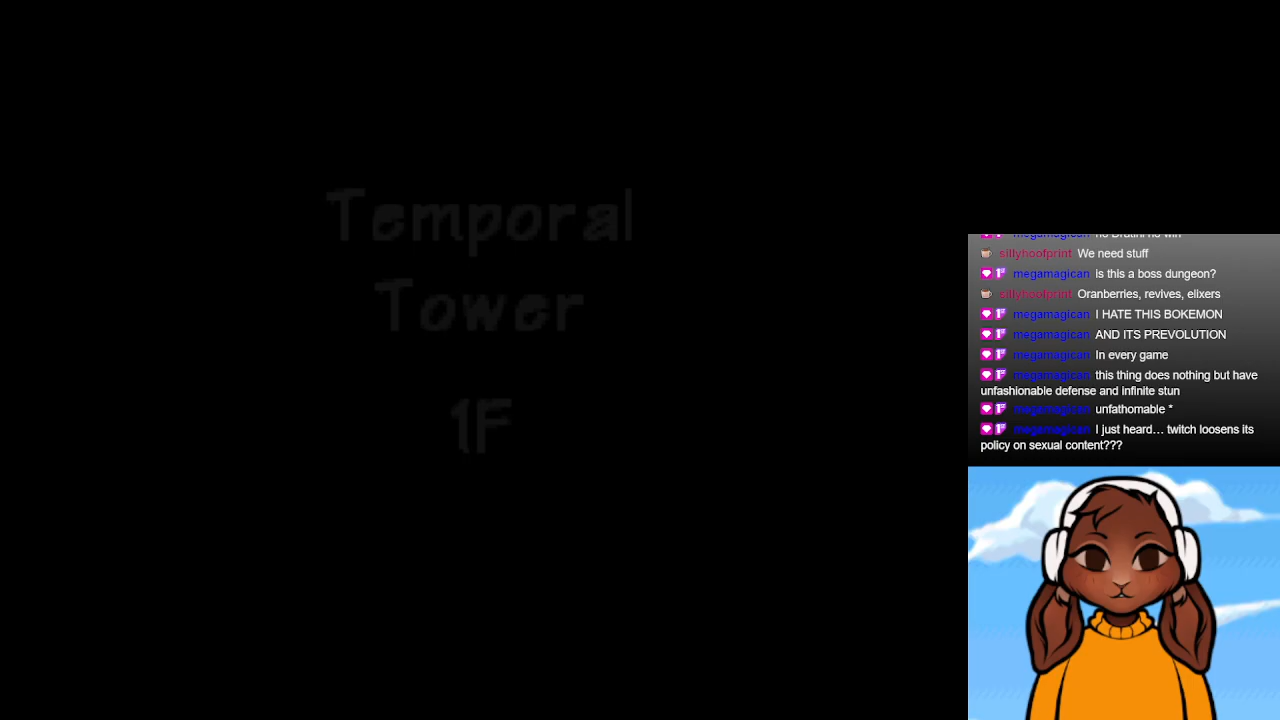 Temporal
Tower
1F
sillyhoofprint We need stuff
megamagican is this a boss dungeon?
sillyhoofprint Oranberries, revives, elixers
megamagican I HATE THIS BOKEMON
megamagican AND ITS PREVOLUTION
megamagican In every game
megamagican this thing does nothing but have
unfashionable defense and infinite stun
megamagican unfathomable *
megamagican I just heard... twitch loosens its
policy on sexual content???